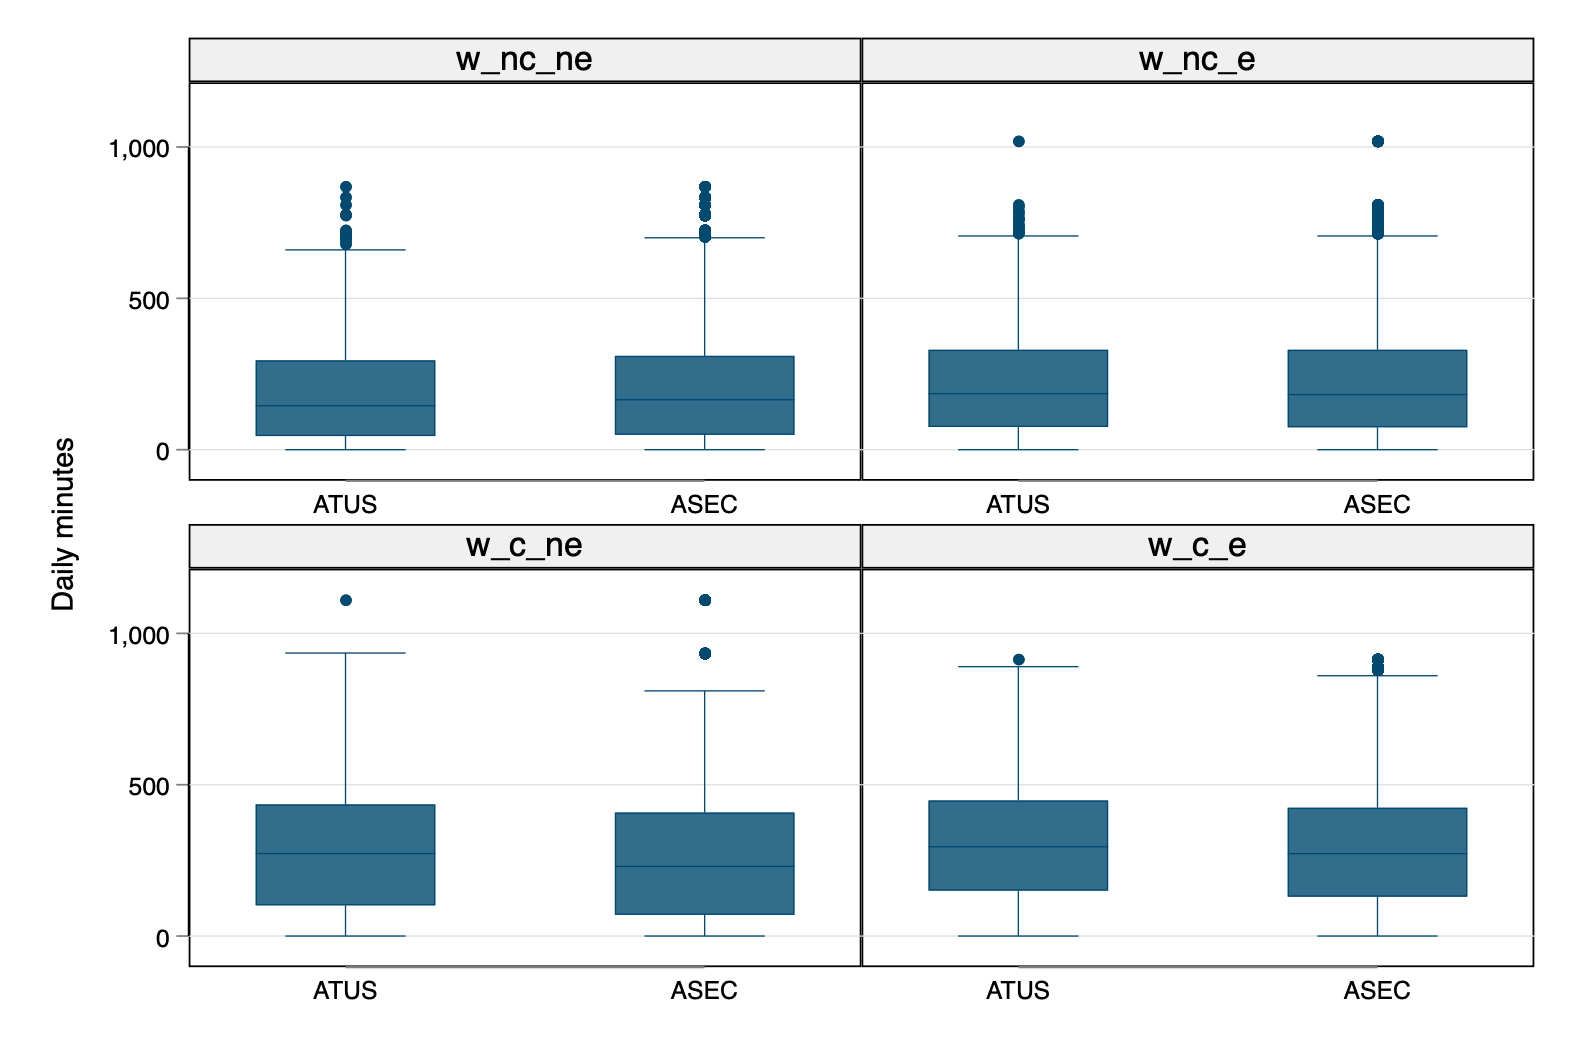 w_nc_ne
w_nc_e
1,000
500
0
ATUS
ASEC
ATUS
ASEC
Daily minutes
w_c_ne
w_c_e
1,000
500
0
ATUS
ASEC
ATUS
ASEC